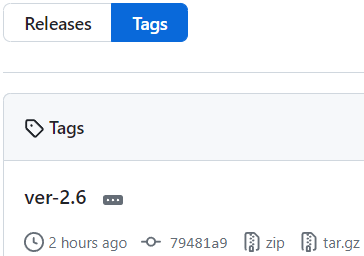 Releases Tags
Tags
ver-2.6
2 hours ago 79481a9 zip tar.gz